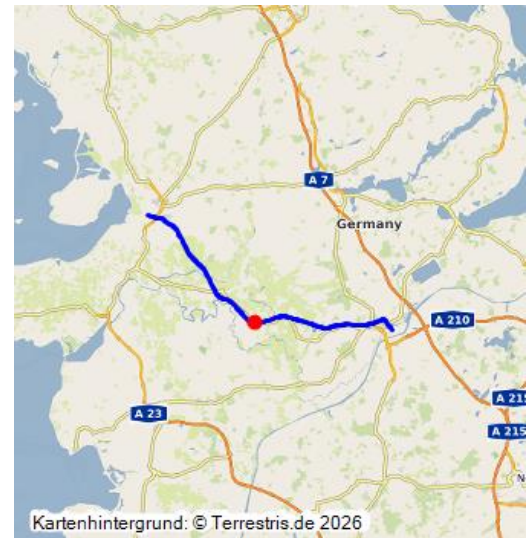 A 7
Germany
A 210
A 23
A 215
A 215
Kartenhintergrund: © Terrestris.de 2026